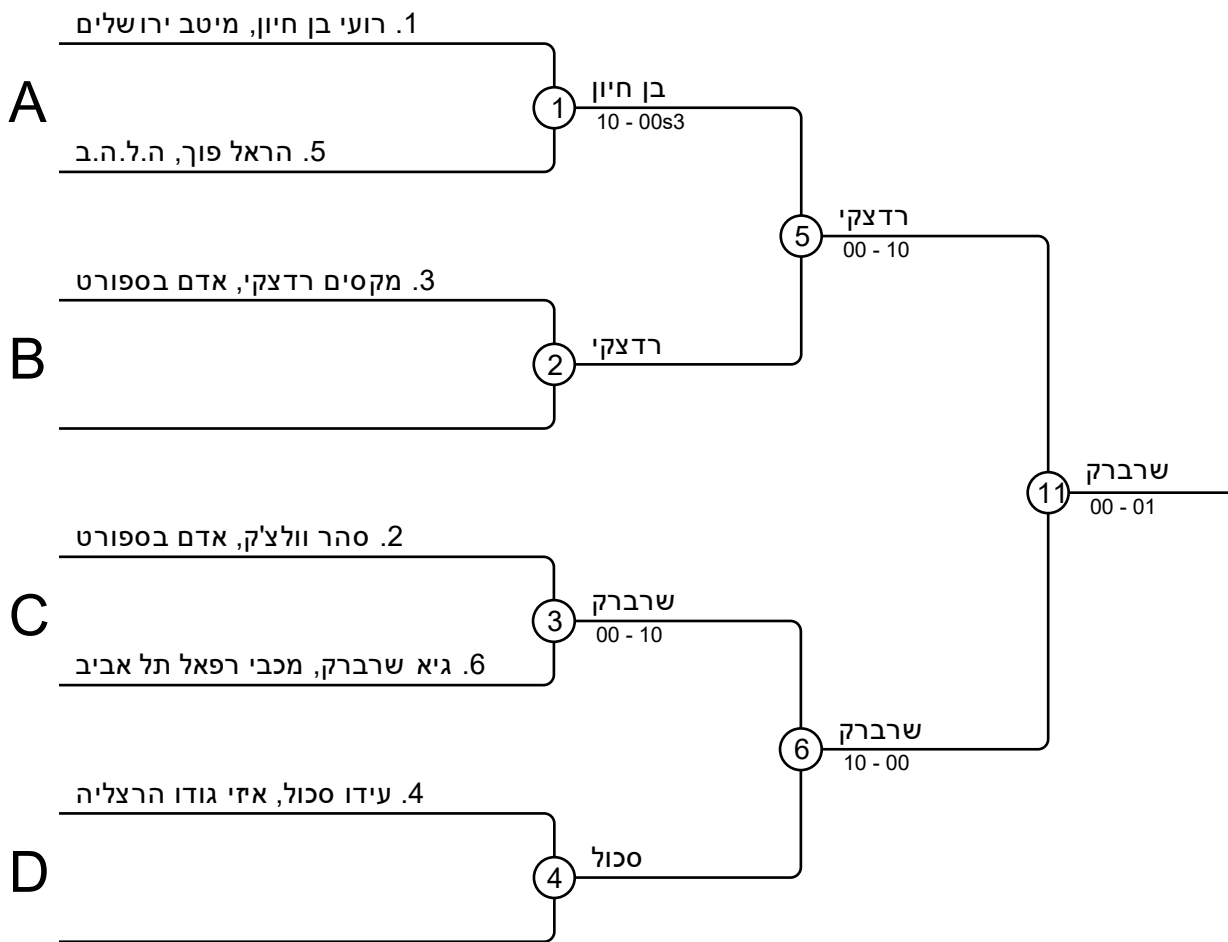 1. רועי בן חיון, מיטב ירושלים
A
1
בן חיון
10 - 00s3
5. הראל פוך, ה.ל.ה.ב
5
רדצקי
00 - 10
3. מקסים רדצקי, אדם בספורט
B
2
רדצקי
11
שרברק
00 - 01
2. סהר וולצ'ק, אדם בספורט
C
3
שרברק
00 - 10
6. גיא שרברק, מכבי רפאל תל אביב
6
שרברק
10 - 00
4. עידו סכול, איזי גודו הרצליה
D
4
סכול